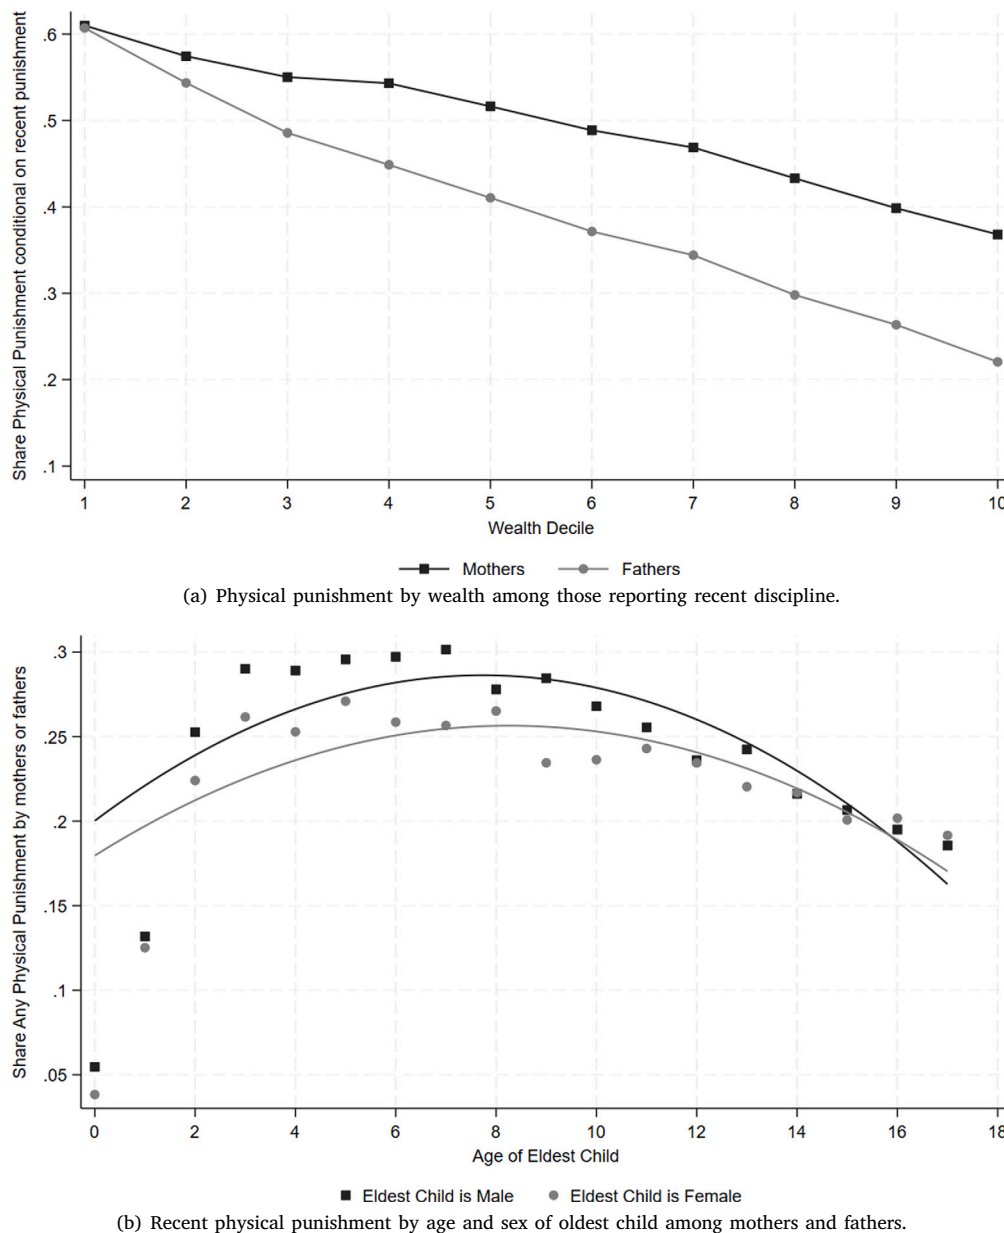 Share Physical Punishment conditional on recent punishment
.6
.5
.4
.3
.2
.1
1 2 3 4 5 6 7 8 9 10
Wealth Decile
Mothers Fathers
(a) Physical punishment by wealth among those reporting recent discipline.
Share Any Physical Punishment by mothers or fathers
.3
.25
.2
.15
.1
.05
0 2 4 6 8 10 12 14 16 18
Age of Eldest Child
Eldest Child is Male Eldest Child is Female
(b) Recent physical punishment by age and sex of oldest child among mothers and fathers.